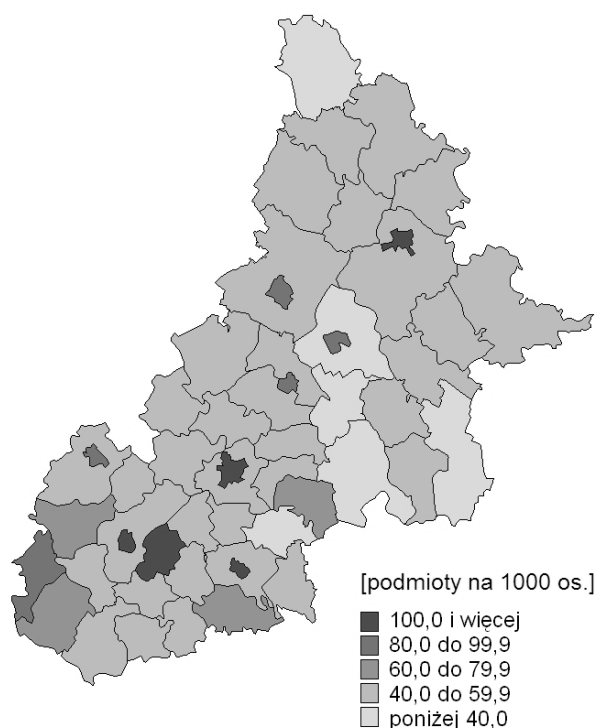 [podmioty na 1000 os.]
100,0 i więcej
80,0 do 99,9
60,0 do 79,9
40,0 do 59,9
poniżej 40,0